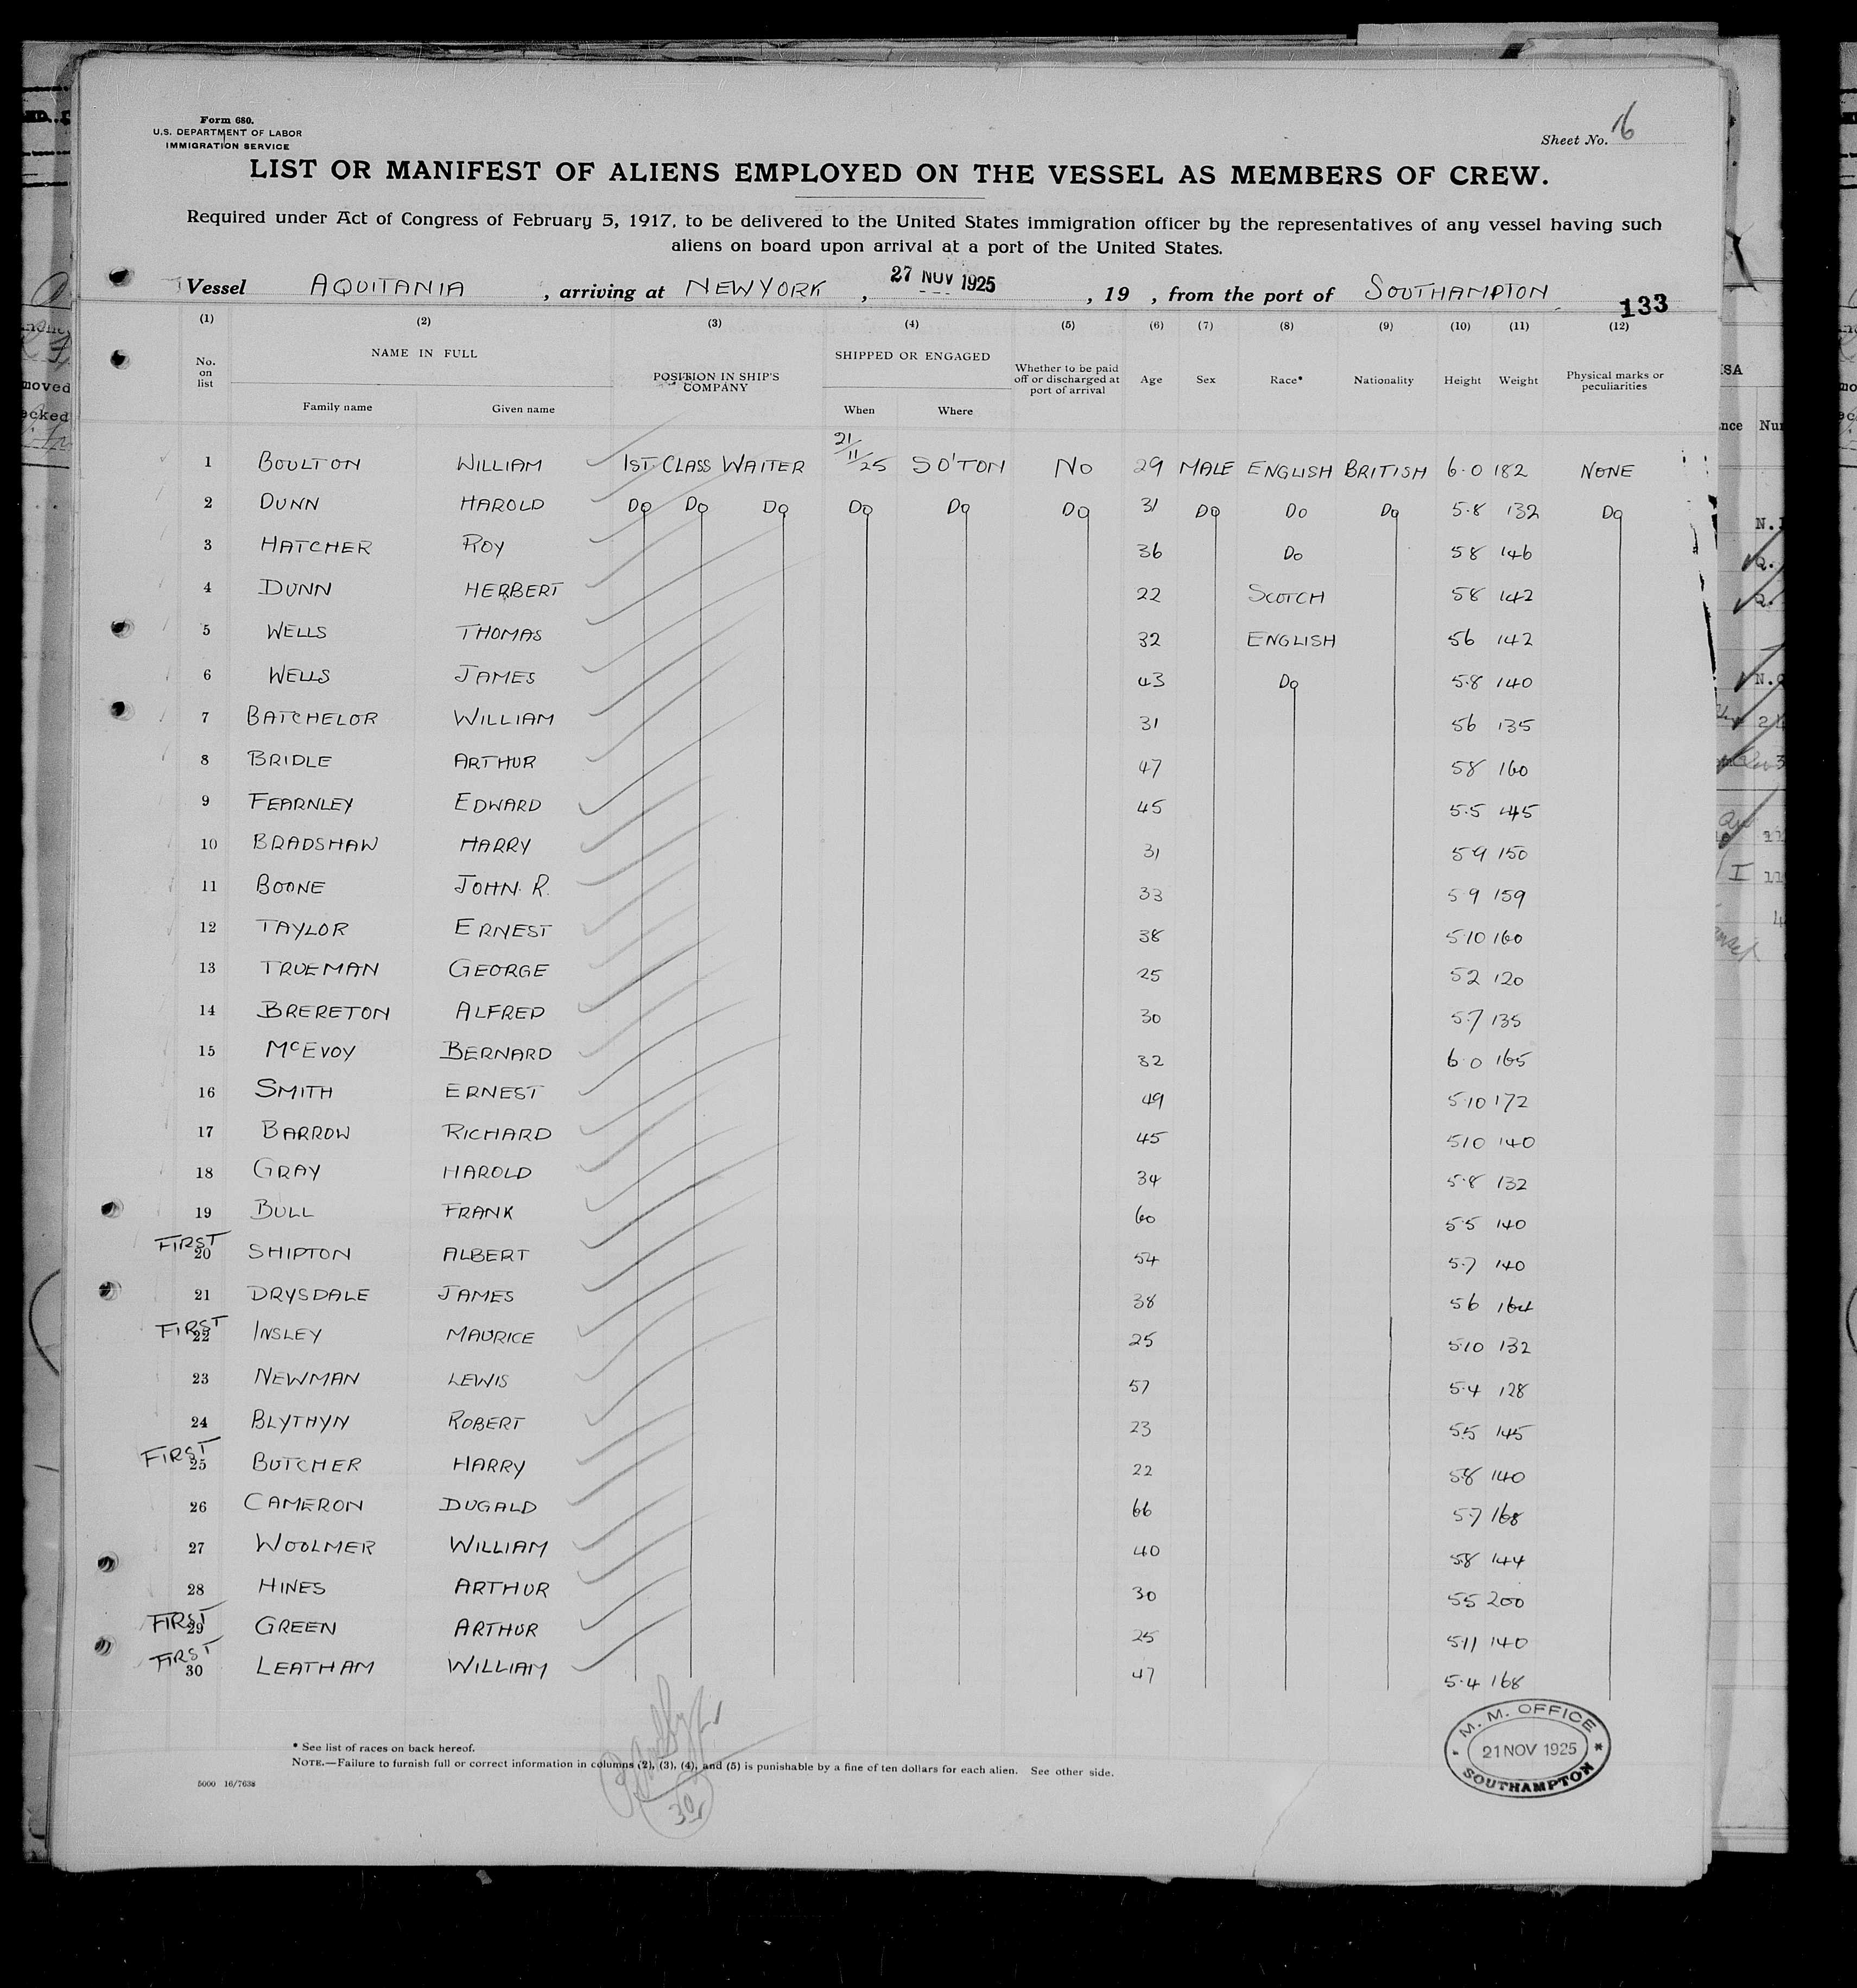 Form 680.
U.S. DEPARTMENT OF LABOR
IMMIGRATION SERVICE
Sheet No. 16
LIST OR MANIFEST OF ALIENS EMPLOYED ON THE VESSEL AS MEMBERS OF CREW.
Required under Act of Congress of February 5, 1917, to be delivered to the United States immigration officer by the representatives of any vessel having such
aliens on board upon arrival at a port of the United States.
Vessel AQUITANIA, arriving at NEW YORK, 27 NOV 1925, 19 , from the port of SOUTHAMPTON
133
(1) (2) (3) (4) (5) (6) (7) (8) (9) (10) (11) (12)
No. on list NAME IN FULL Family name Given name POSITION IN SHIP'S COMPANY SHIPPED OR ENGAGED When Where Whether to be paid off or discharged at port of arrival Age Sex Race* Nationality Height Weight Physical marks or peculiarities
1 BOULTON WILLIAM 1ST CLASS WAITER 21/11/25 SO'TON NO 29 MALE ENGLISH BRITISH 6·0 182 NONE
2 DUNN HAROLD DO DO DO DO DO DO 31 DO DO DO 5·8 132 DO
3 HATCHER ROY 36 DO 5 8 146
4 DUNN HERBERT 22 SCOTCH 5 8 142
5 WELLS THOMAS 32 ENGLISH 5 6 142
6 WELLS JAMES 43 DO 5·8 140
7 BATCHELOR WILLIAM 31 5 6 135
8 BRIDLE ARTHUR 47 5 8 160
9 FEARNLEY EDWARD 45 5·5 145
10 BRADSHAW HARRY 31 5 9 150
11 BOONE JOHN. R. 33 5 9 159
12 TAYLOR ERNEST 38 5·10 160
13 TRUEMAN GEORGE 25 5 2 120
14 BRERETON ALFRED 30 5·7 135
15 McEVOY BERNARD 32 6·0 165
16 SMITH ERNEST 49 5·10 172
17 BARROW RICHARD 45 5 10 140
18 GRAY HAROLD 34 5·8 132
19 BULL FRANK 60 5 5 140
FIRST 20 SHIPTON ALBERT 54 5·7 140
21 DRYSDALE JAMES 38 5 6 164
FIRST 22 INSLEY MAURICE 25 5·10 132
23 NEWMAN LEWIS 57 5·4 128
24 BLYTHYN ROBERT 23 5·5 145
FIRST 25 BUTCHER HARRY 22 5·8 140
26 CAMERON DUGALD 66 5·7 168
27 WOOLMER WILLIAM 40 5·8 144
28 HINES ARTHUR 30 5 5 200
FIRST 29 GREEN ARTHUR 25 5·11 140
FIRST 30 LEATHAM WILLIAM 47 5·4 168
* See list of races on back hereof.
NOTE.—Failure to furnish full or correct information in columns (2), (3), (4), and (5) is punishable by a fine of ten dollars for each alien. See other side.
5000 16/7638
30
M. M. OFFICE
21 NOV 1925
SOUTHAMPTON